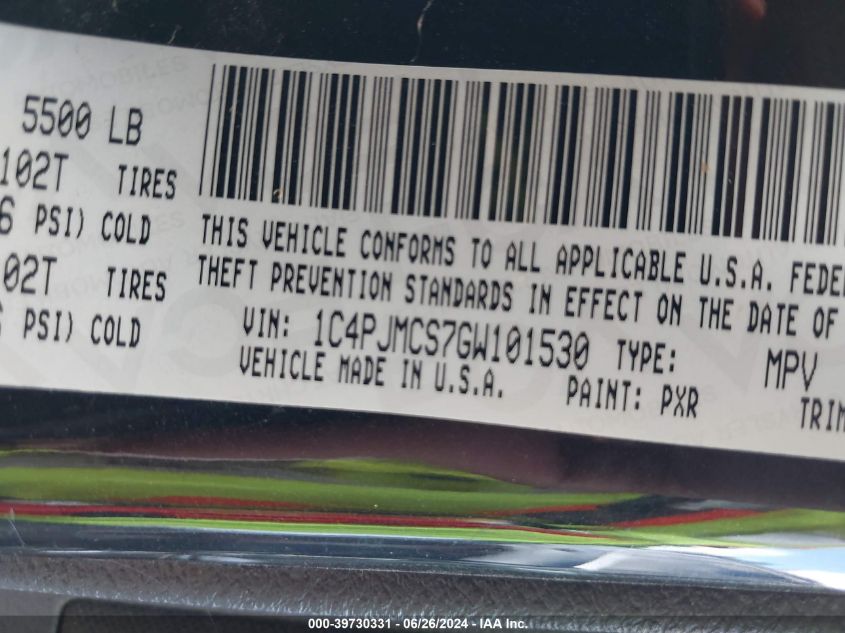 5500 LB
102T TIRES
6 PSI) COLD
02T TIRES
PSI) COLD
THIS VEHICLE CONFORMS TO ALL APPLICABLE U.S.A. FEDE
THEFT PREVENTION STANDARDS IN EFFECT ON THE DATE OF
VIN: 1C4PJMCS7GW101530 TYPE: MPV
VEHICLE MADE IN U.S.A. PAINT: PXR TRIM
000-39730331 / 06/26/2024 - IAA Inc.